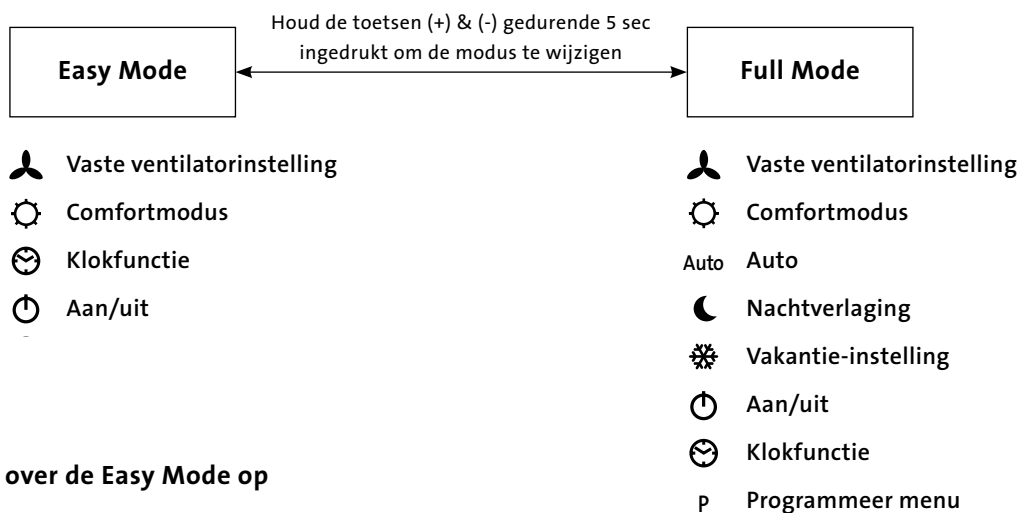 Houd de toetsen (+) & (-) gedurende 5 sec
ingedrukt om de modus te wijzigen
Easy Mode
Full Mode
Vaste ventilatorinstelling
Comfortmodus
Klokfunctie
Aan/uit
Vaste ventilatorinstelling
Comfortmodus
Auto Auto
Nachtverlaging
Vakantie-instelling
Aan/uit
Klokfunctie
P Programmeer menu
over de Easy Mode op